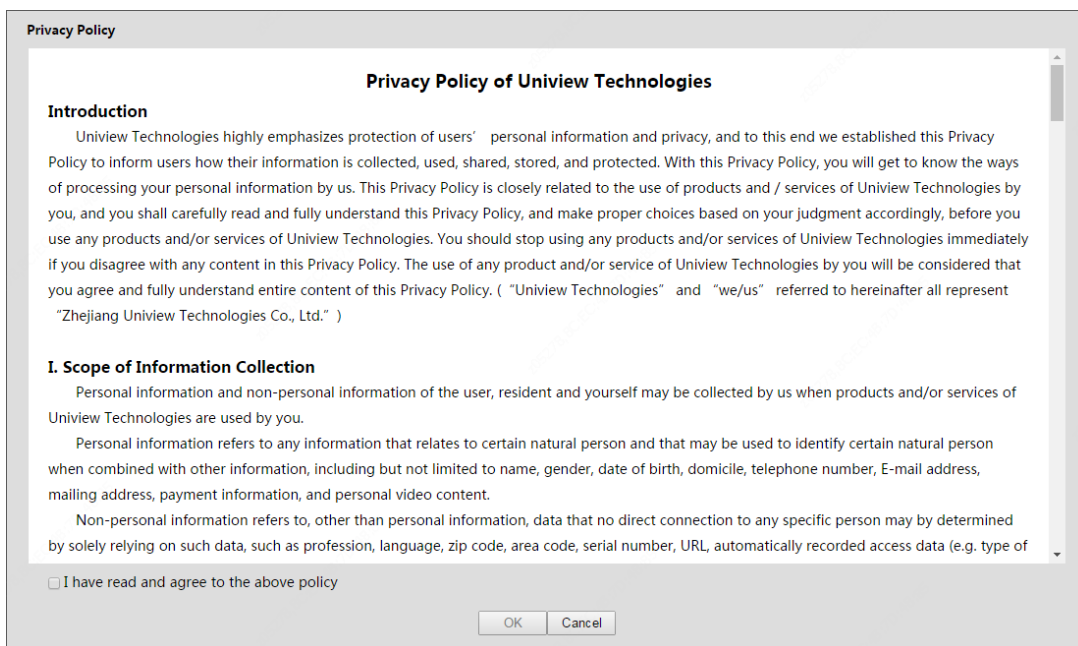 Privacy Policy
Privacy Policy of Uniview Technologies
Introduction
Uniview Technologies highly emphasizes protection of users’ personal information and privacy, and to this end we established this Privacy
Policy to inform users how their information is collected, used, shared, stored, and protected. With this Privacy Policy, you will get to know the ways
of processing your personal information by us. This Privacy Policy is closely related to the use of products and / services of Uniview Technologies by
you, and you shall carefully read and fully understand this Privacy Policy, and make proper choices based on your judgment accordingly, before you
use any products and/or services of Uniview Technologies. You should stop using any products and/or services of Uniview Technologies immediately
if you disagree with any content in this Privacy Policy. The use of any product and/or service of Uniview Technologies by you will be considered that
you agree and fully understand entire content of this Privacy Policy. ( “Uniview Technologies” and “we/us” referred to hereinafter all represent
“Zhejiang Uniview Technologies Co., Ltd.” )
I. Scope of Information Collection
Personal information and non-personal information of the user, resident and yourself may be collected by us when products and/or services of
Uniview Technologies are used by you.
Personal information refers to any information that relates to certain natural person and that may be used to identify certain natural person
when combined with other information, including but not limited to name, gender, date of birth, domicile, telephone number, E-mail address,
mailing address, payment information, and personal video content.
Non-personal information refers to, other than personal information, data that no direct connection to any specific person may by determined
by solely relying on such data, such as profession, language, zip code, area code, serial number, URL, automatically recorded access data (e.g. type of
I have read and agree to the above policy
OK Cancel